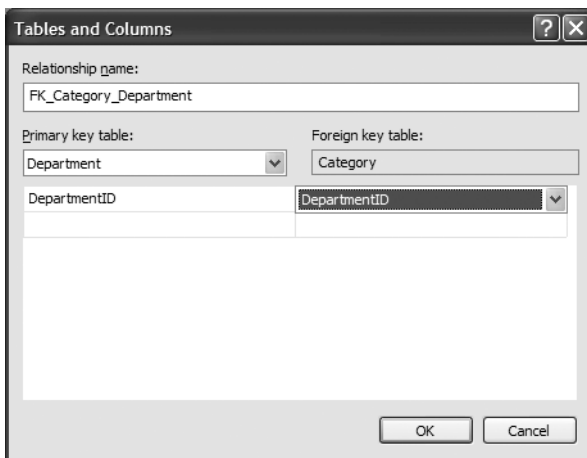 Tables and Columns
Relationship name:
FK_Category_Department
Primary key table: Foreign key table:
Department Category
DepartmentID DepartmentID
OK Cancel